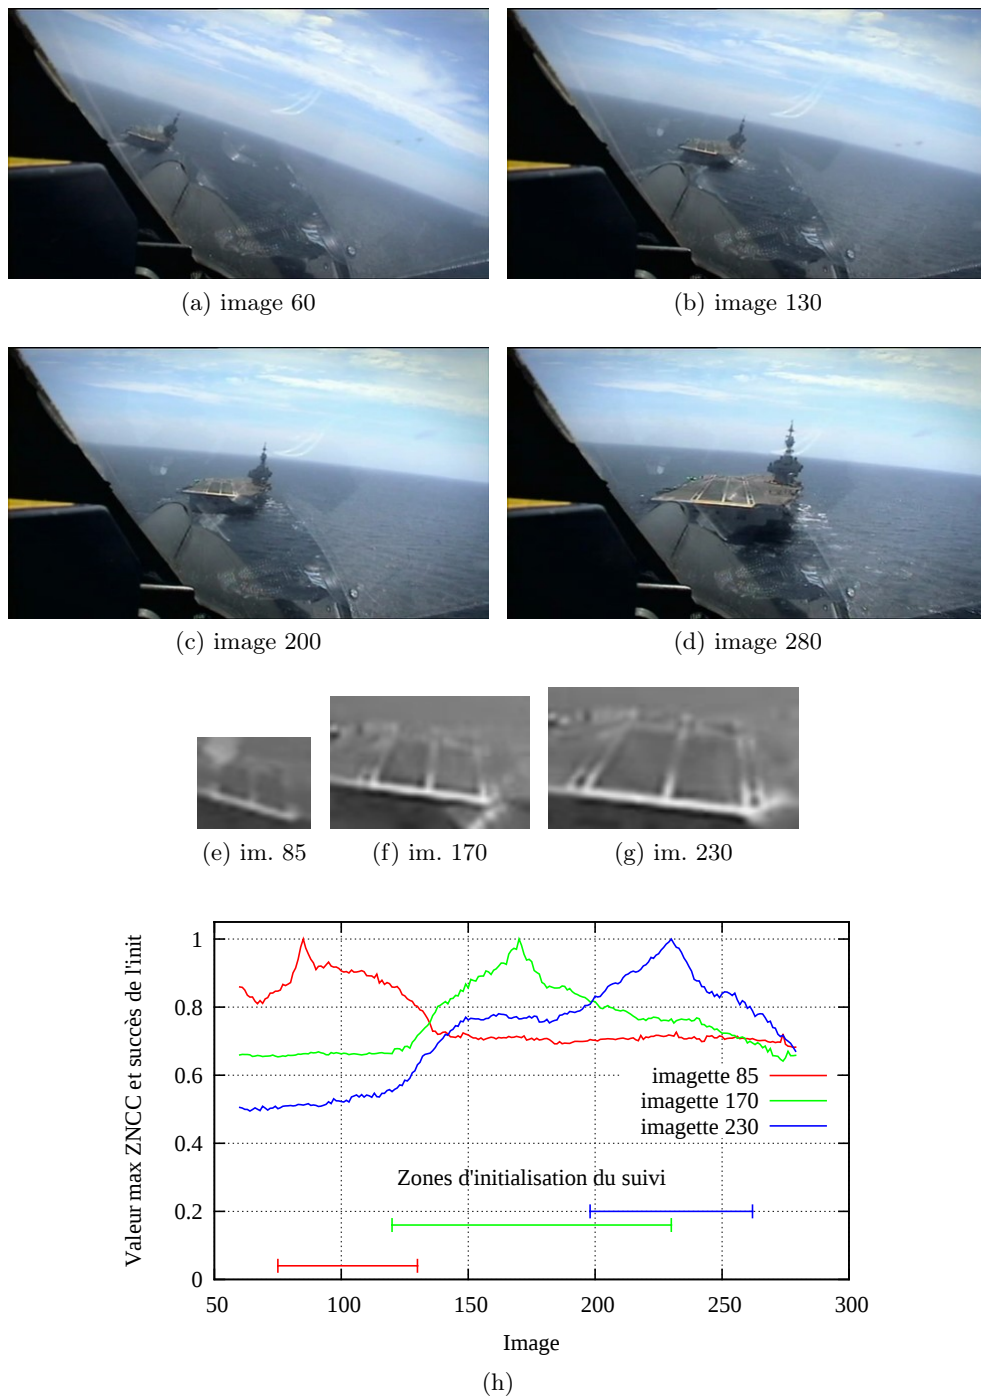 (a) image 60
(b) image 130
(c) image 200
(d) image 280
(e) im. 85
(f) im. 170
(g) im. 230
Valeur max ZNCC et succès de l'init
1
0.8
0.6
0.4
0.2
0
imagette 85
imagette 170
imagette 230
Zones d'initialisation du suivi
50 100 150 200 250 300
Image
(h)